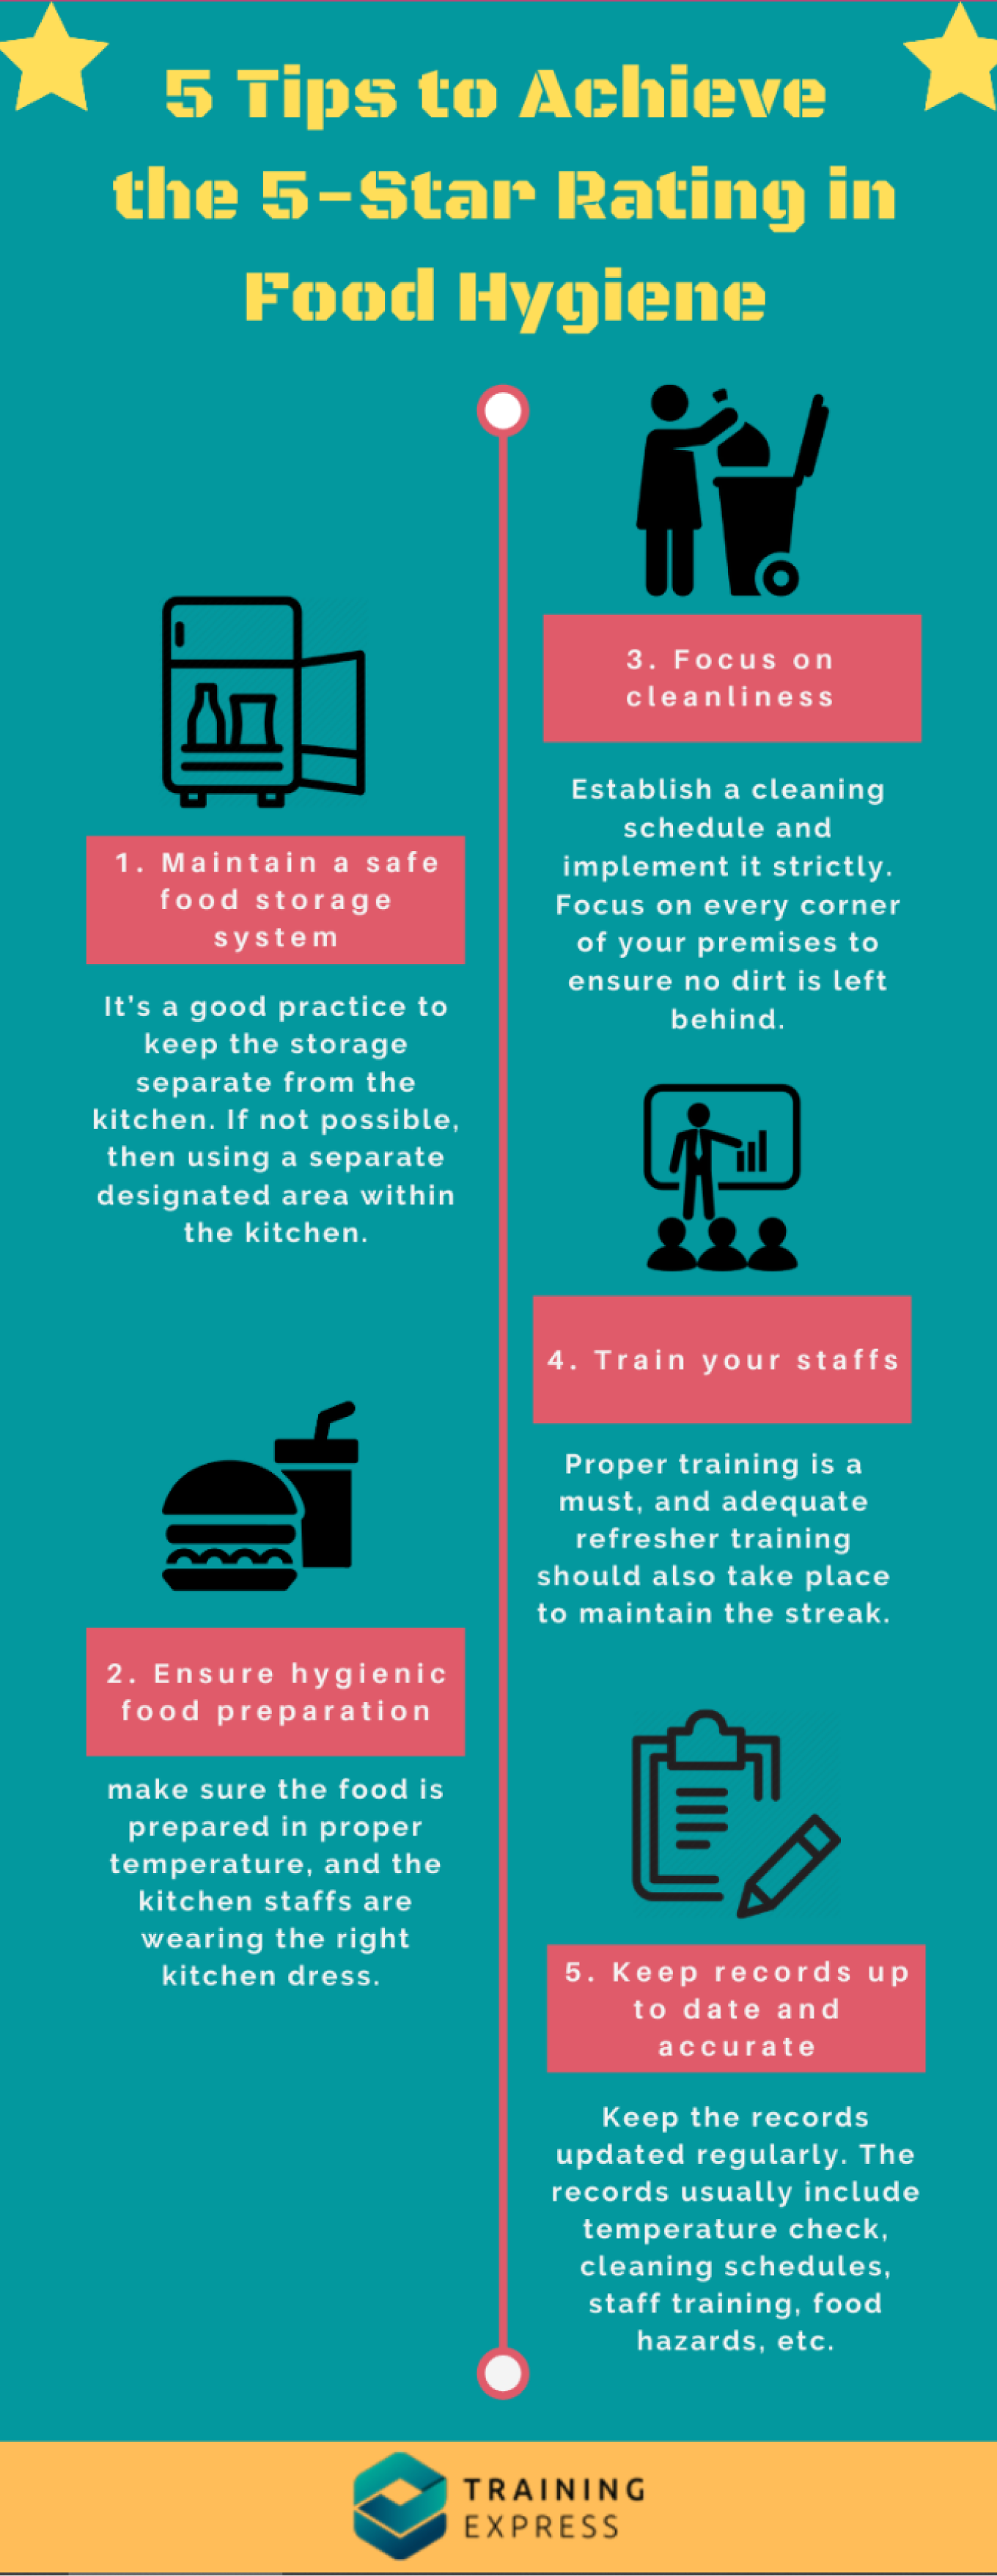 5 Tips to Achieve
the 5-Star Rating in
Food Hygiene
1. Maintain a safe
food storage
system
It's a good practice to
keep the storage
separate from the
kitchen. If not possible,
then using a separate
designated area within
the kitchen.
2. Ensure hygienic
food preparation
make sure the food is
prepared in proper
temperature, and the
kitchen staffs are
wearing the right
kitchen dress.
3. Focus on
cleanliness
Establish a cleaning
schedule and
implement it strictly.
Focus on every corner
of your premises to
ensure no dirt is left
behind.
4. Train your staffs
Proper training is a
must, and adequate
refresher training
should also take place
to maintain the streak.
5. Keep records up
to date and
accurate
Keep the records
updated regularly. The
records usually include
temperature check,
cleaning schedules,
staff training, food
hazards, etc.
TRAINING
EXPRESS